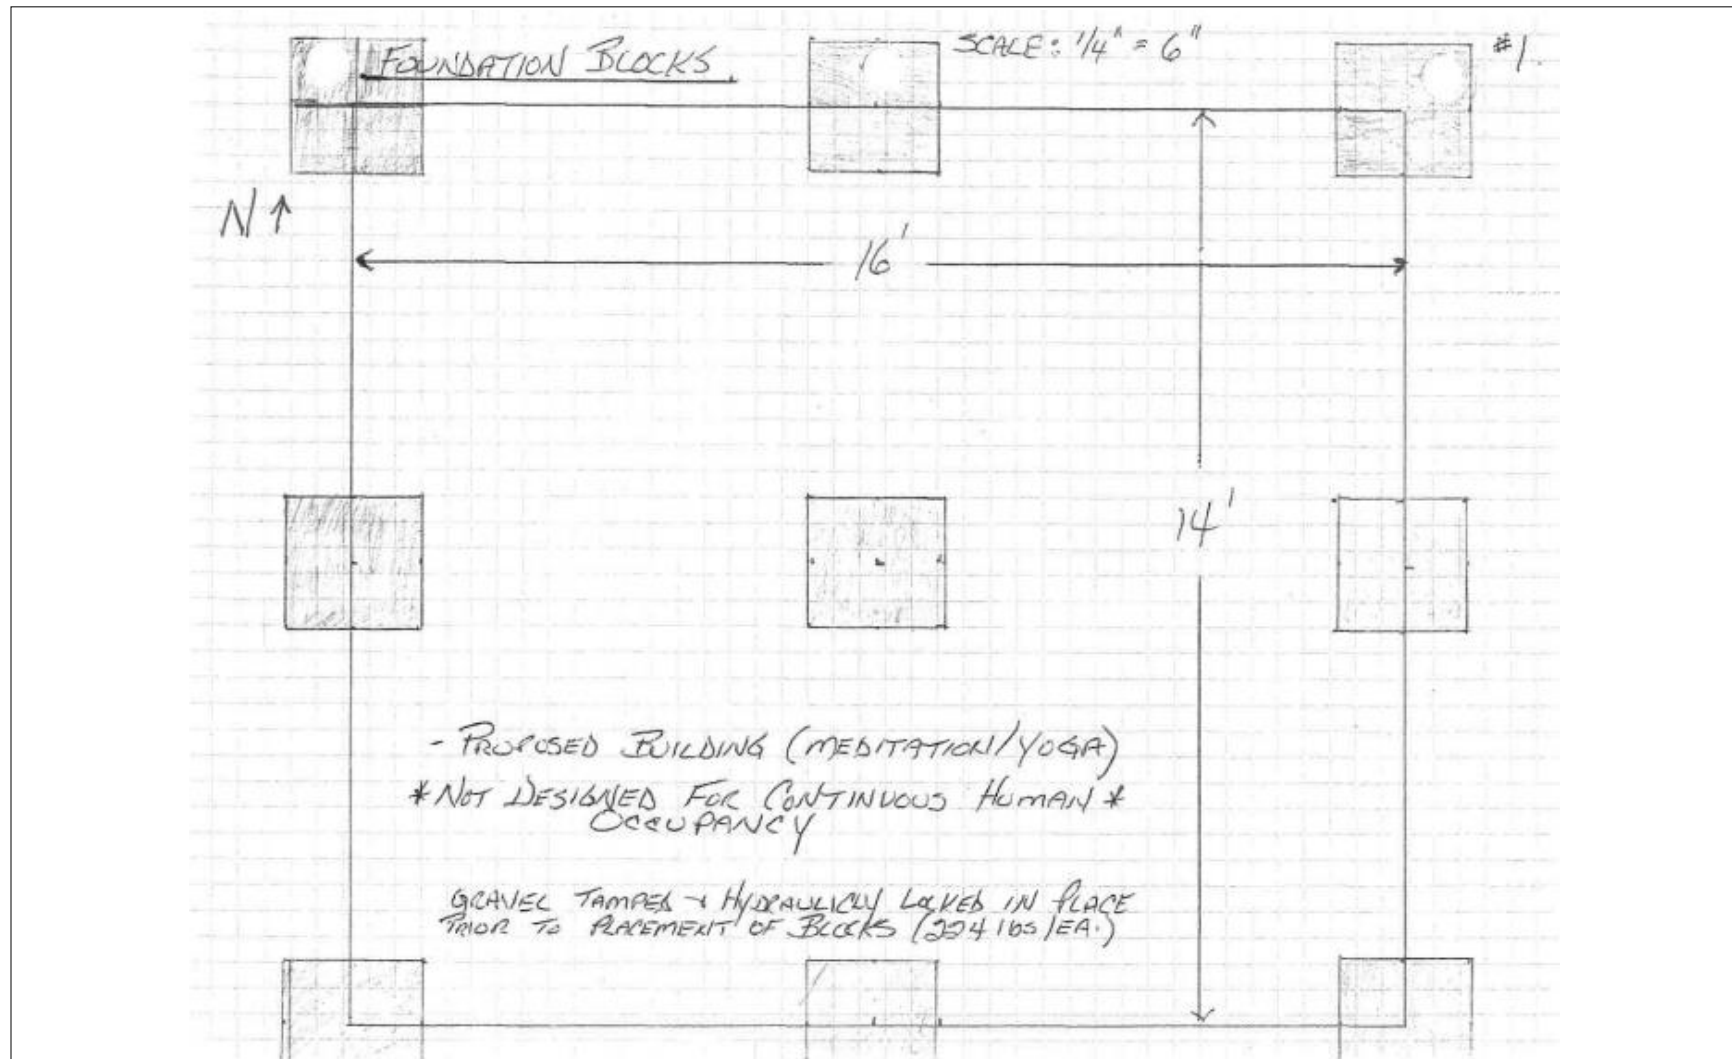 FOUNDATION BLOCKS.
SCALE: 1/4" = 6"
#1.
N ↑
16'
14'
- PROPOSED BUILDING (MEDITATION/YOGA)
* NOT DESIGNED FOR CONTINUOUS HUMAN *
OCCUPANCY
GRAVEL TAMPED + HYDRAULICLY LOCKED IN PLACE
PRIOR TO PLACEMENT OF BLOCKS (224 lbs/EA.)